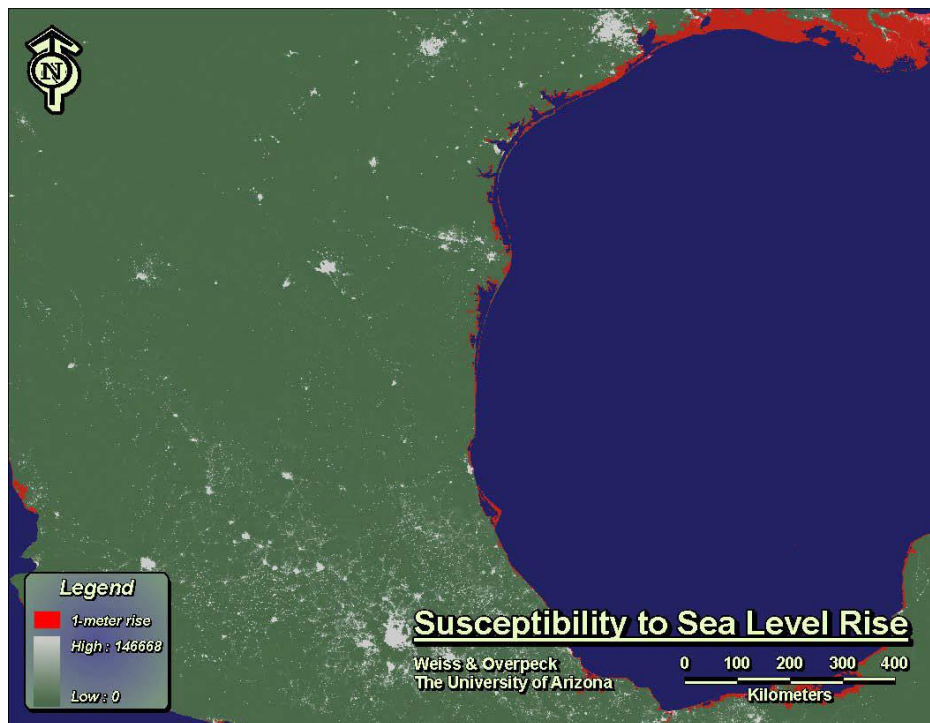 N
Susceptibility to Sea Level Rise
Weiss & Overpeck
The University of Arizona
0 100 200 300 400
Kilometers
Legend
1-meter rise
High : 146668
Low : 0